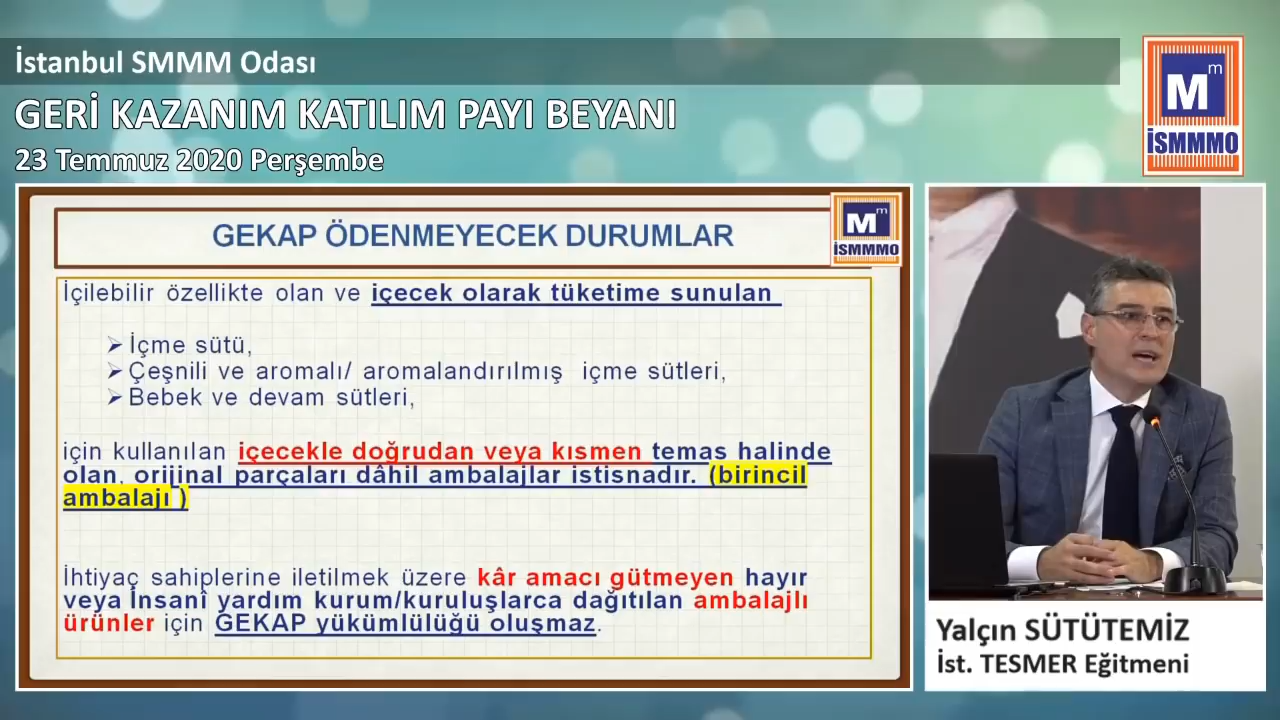 İstanbul SMMM Odası
GERİ KAZANIM KATILIM PAYI BEYANI
23 Temmuz 2020 Perşembe
Mm
İSMMMO
GEKAP ÖDENMEYECEK DURUMLAR
Mm
İSMMMO
İçilebilir özellikte olan ve içecek olarak tüketime sunulan
➢ İçme sütü,
➢ Çeşnili ve aromalı/ aromalandırılmış içme sütleri,
➢ Bebek ve devam sütleri,
için kullanılan içecekle doğrudan veya kısmen temas halinde
olan, orijinal parçaları dâhil ambalajlar istisnadır. (birincil
ambalajı )
İhtiyaç sahiplerine iletilmek üzere kâr amacı gütmeyen hayır
veya İnsanî yardım kurum/kuruluşlarca dağıtılan ambalajlı
ürünler için GEKAP yükümlülüğü oluşmaz.
Yalçın SÜTÜTEMİZ
İst. TESMER Eğitmeni